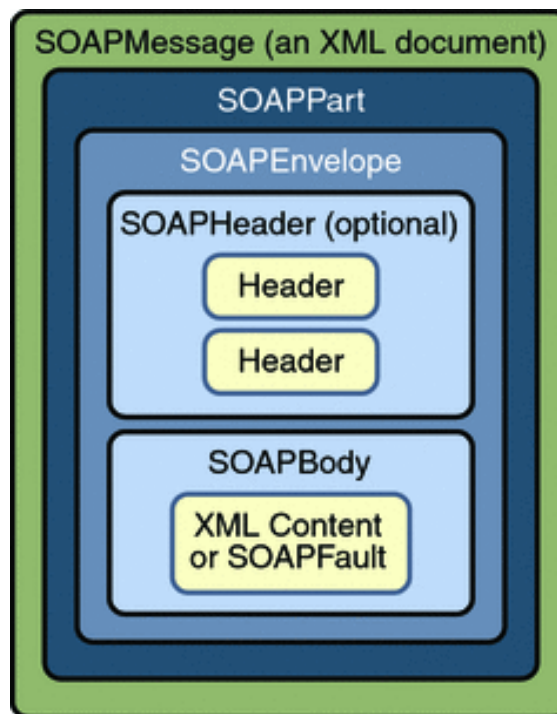 SOAPMessage (an XML document)
SOAPPart
SOAPEnvelope
SOAPHeader (optional)
Header
Header
SOAPBody
XML Content
or SOAPFault